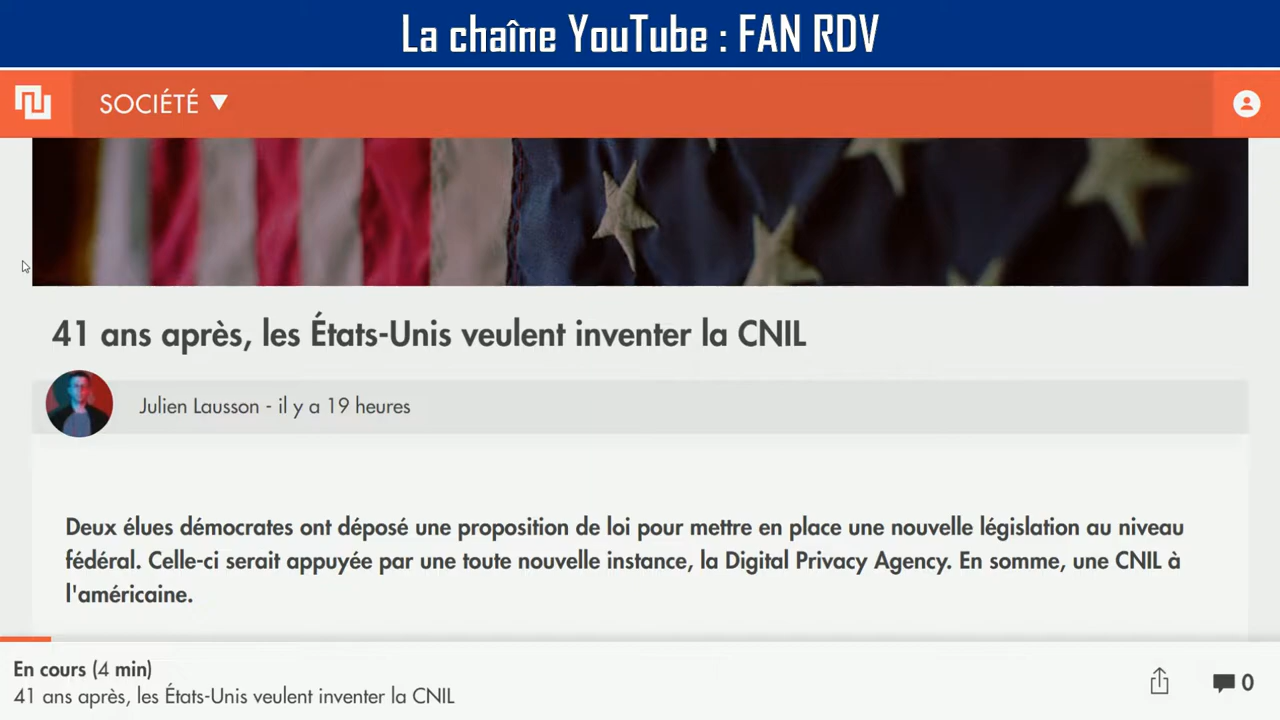 La chaîne YouTube : FAN RDV
SOCIÉTÉ
41 ans après, les États-Unis veulent inventer la CNIL
Julien Lausson - il y a 19 heures
Deux élues démocrates ont déposé une proposition de loi pour mettre en place une nouvelle législation au niveau
fédéral. Celle-ci serait appuyée par une toute nouvelle instance, la Digital Privacy Agency. En somme, une CNIL à
l'américaine.
En cours (4 min)
41 ans après, les États-Unis veulent inventer la CNIL
0